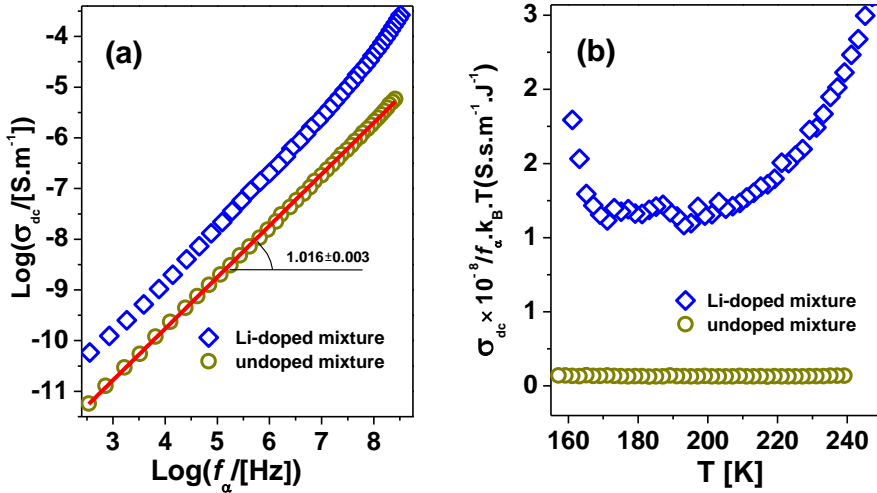 (a)
-4
-5
-6
-7
-8
-9
-10
-11
Log(σdc/[S.m⁻¹])
1.016±0.003
Li-doped mixture
undoped mixture
3 4 5 6 7 8
Log(fα/[Hz])
(b)
3
2
2
1
1
0
σdc × 10⁻⁸/fα.kB.T(S.s.m⁻¹.J⁻¹)
Li-doped mixture
undoped mixture
160 180 200 220 240
T [K]